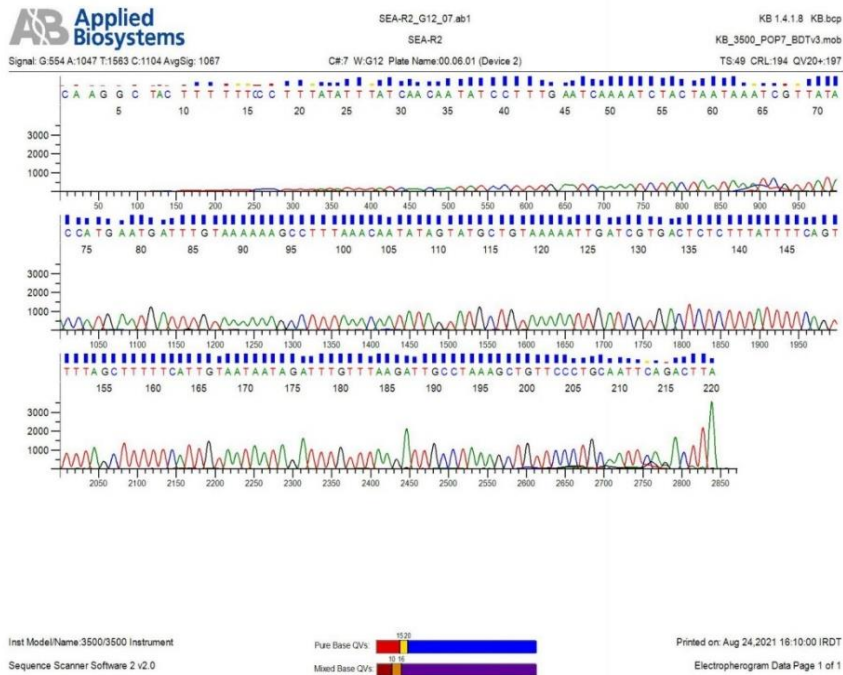 AB Applied Biosystems
SEA-R2_G12_07.ab1
KB 1.4.1.8 KB.bcp
SEA-R2
KB_3500_POP7_BDTv3.mob
Signal: G:554 A:1047 T:1563 C:1104 AvgSig: 1067
C#:7 W:G12 Plate Name:00.06.01 (Device 2)
TS:49 CRL:194 QV20+:197
C A A G G C TAC T T T T TTCC T T TATATT TATCAACAATATCCTTTGAATCAAAATCTACTAATAAATCGTTATA
5 10 15 20 25 30 35 40 45 50 55 60 65 70
3000
2000
1000
50 100 150 200 250 300 350 400 450 500 550 600 650 700 750 800 850 900 950
CCATGAATGATTTGTAAAAAAGCCTTTAAACAATATAGTATGCTGTAAAAATTGATCGTGACTCTCTTTATTTTCAGT
75 80 85 90 95 100 105 110 115 120 125 130 135 140 145
3000
2000
1000
1050 1100 1150 1200 1250 1300 1350 1400 1450 1500 1550 1600 1650 1700 1750 1800 1850 1900 1950
TTTAGCTTTTTCATTGTAATAATAGATTTGTTTAAGATTGCCTAAAGCTGTTCCCTGCAATTCAGACTTA
155 160 165 170 175 180 185 190 195 200 205 210 215 220
3000
2000
1000
2050 2100 2150 2200 2250 2300 2350 2400 2450 2500 2550 2600 2650 2700 2750 2800 2850
Inst Model/Name:3500/3500 Instrument
Pure Base QVs: 15 20
Printed on: Aug 24,2021 16:10:00 IRDT
Sequence Scanner Software 2 v2.0
Mixed Base QVs: 10 16
Electropherogram Data Page 1 of 1